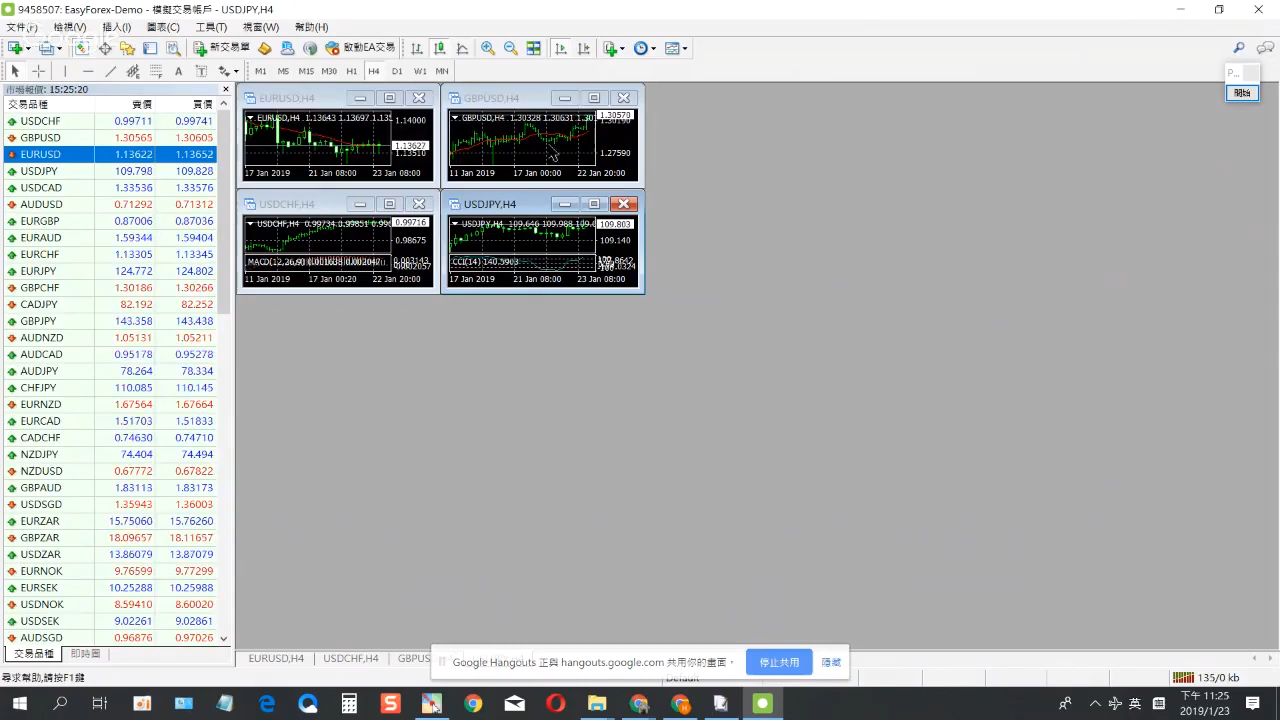 9458507: EasyForex-Demo - 模擬交易帳戶 - USDJPY,H4
文件(F) 檢視(V) 插入(I) 圖表(C) 工具(T) 視窗(W) 幫助(H)
新交易單 啟動EA交易
A T M1 M5 M15 M30 H1 H4 D1 W1 MN
P...
開始
市場報價: 15:25:20
交易品種 賣價 買價
USDCHF 0.99711 0.99741
GBPUSD 1.30565 1.30605
EURUSD 1.13622 1.13652
USDJPY 109.798 109.828
USDCAD 1.33536 1.33576
AUDUSD 0.71292 0.71312
EURGBP 0.87006 0.87036
EURAUD 1.59344 1.59404
EURCHF 1.13305 1.13345
EURJPY 124.772 124.802
GBPCHF 1.30186 1.30266
CADJPY 82.192 82.252
GBPJPY 143.358 143.438
AUDNZD 1.05131 1.05211
AUDCAD 0.95178 0.95278
AUDJPY 78.264 78.334
CHFJPY 110.085 110.145
EURNZD 1.67564 1.67664
EURCAD 1.51703 1.51833
CADCHF 0.74630 0.74710
NZDJPY 74.404 74.494
NZDUSD 0.67772 0.67822
GBPAUD 1.83113 1.83173
USDSGD 1.35943 1.36003
EURZAR 15.75060 15.76260
GBPZAR 18.09657 18.11657
USDZAR 13.86079 13.87079
EURNOK 9.76599 9.77299
EURSEK 10.25288 10.25988
USDNOK 8.59410 8.60020
USDSEK 9.02261 9.02861
AUDSGD 0.96876 0.97026
交易品種 即時圖
EURUSD,H4
EURUSD,H4 1.13643 1.13697
1.14000
1.13627
1.13510
17 Jan 2019 21 Jan 08:00 23 Jan 08:00
GBPUSD,H4
GBPUSD,H4 1.30328 1.30631
1.30570
1.27590
11 Jan 2019 17 Jan 00:00 22 Jan 20:00
USDCHF,H4
USDCHF,H4 0.99734 0.99851
0.99716
0.98675
MACD(12,26,9)
11 Jan 2019 17 Jan 00:20 22 Jan 20:00
USDJPY,H4
USDJPY,H4 109.646 109.988
109.803
109.140
CCI(14) 140.5903
17 Jan 2019 21 Jan 08:00 23 Jan 08:00
EURUSD,H4 USDCHF,H4 GBPUS
Google Hangouts 正與 hangouts.google.com 共用你的畫面。 停止共用 隱藏
尋求幫助,請按F1鍵 Default 135/0 kb
英
下午 11:25
2019/1/23